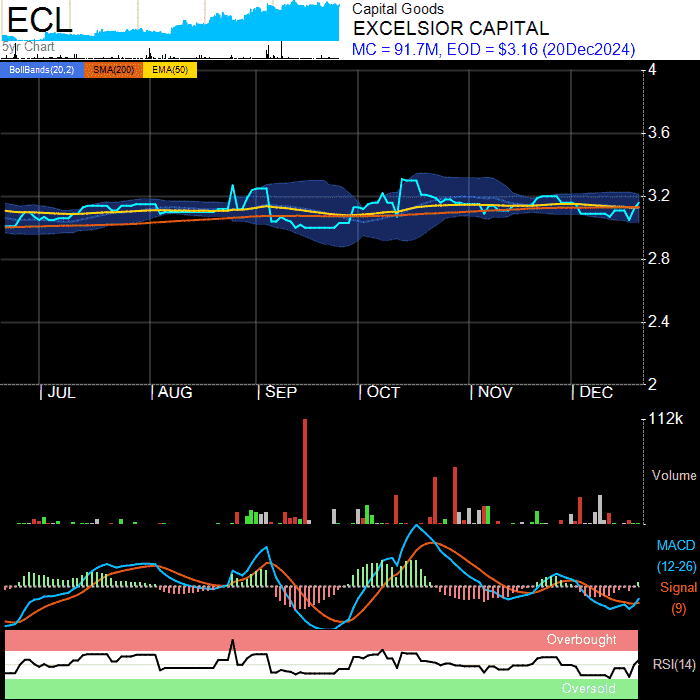 ECL
5yr Chart
Capital Goods
EXCELSIOR CAPITAL
MC = 91.7M, EOD = $3.16 (20Dec2024)
BollBands(20,2) SMA(200) EMA(50)
4
3.6
3.2
2.8
2.4
2
JUL AUG SEP OCT NOV DEC
112k
Volume
MACD
(12-26)
Signal
(9)
Overbought
RSI(14)
Oversold